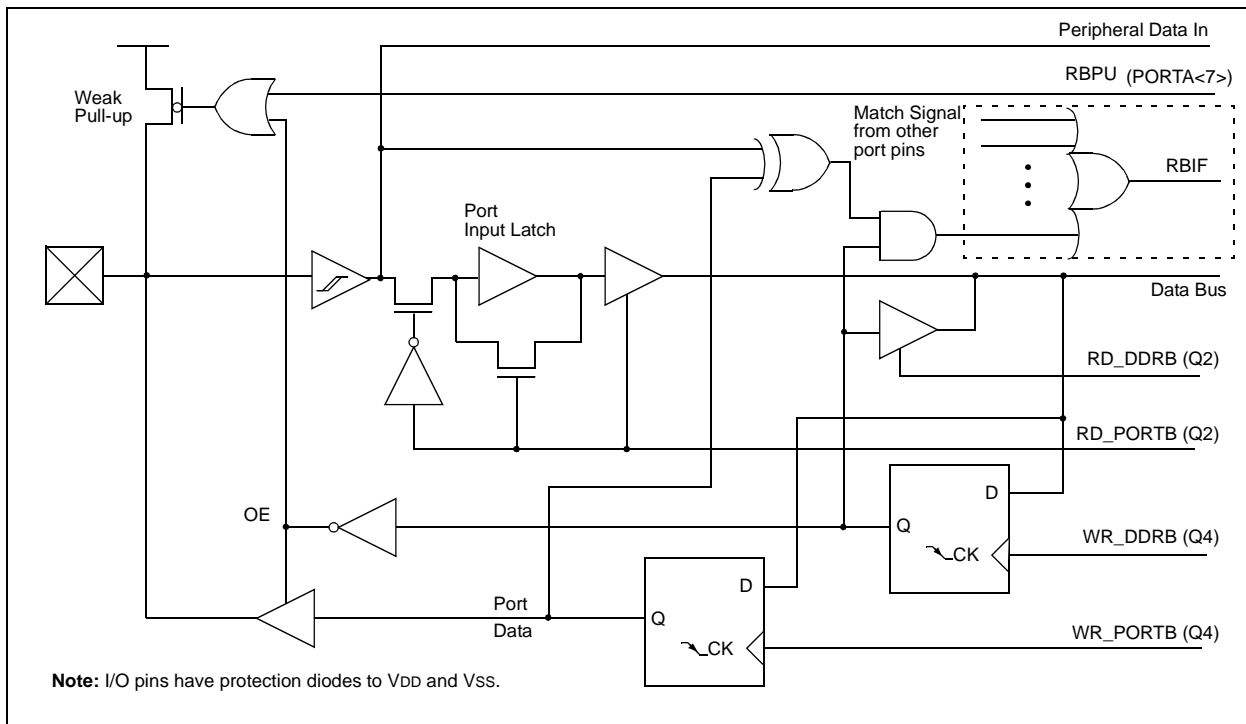 Peripheral Data In
RBPU (PORTA<7>)
Weak
Pull-up
Match Signal
from other
port pins
RBIF
Port
Input Latch
Data Bus
RD_DDRB (Q2)
RD_PORTB (Q2)
D
OE
Q
CK
WR_DDRB (Q4)
D
Port
Data
Q
CK
WR_PORTB (Q4)
Note: I/O pins have protection diodes to VDD and VSS.